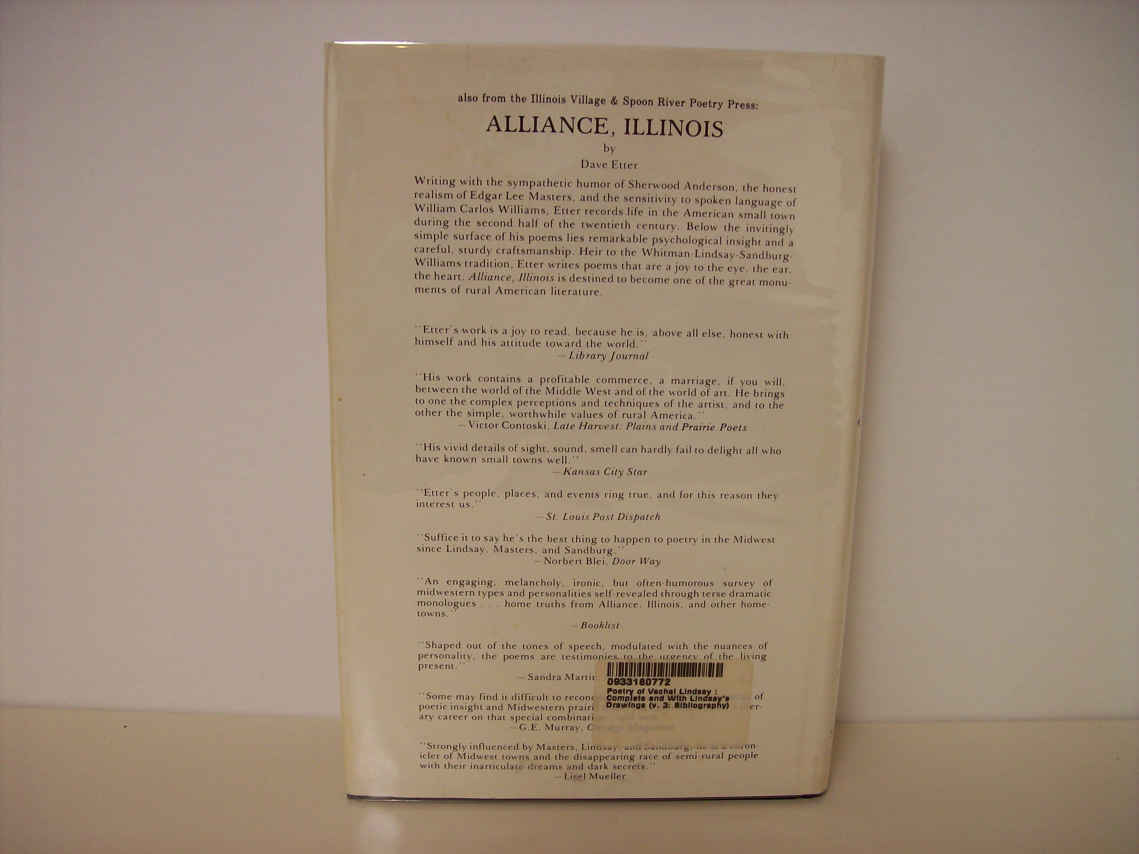 also from the Illinois Village & Spoon River Poetry Press:
ALLIANCE, ILLINOIS
by
Dave Etter
Writing with the sympathetic humor of Sherwood Anderson, the honest
realism of Edgar Lee Masters, and the sensitivity to spoken language of
William Carlos Williams, Etter records life in the American small town
during the second half of the twentieth century. Below the invitingly
simple surface of his poems lies remarkable psychological insight and a
careful, sturdy craftsmanship. Heir to the Whitman-Lindsay-Sandburg-
Williams tradition, Etter writes poems that are a joy to the eye, the ear,
the heart. Alliance, Illinois is destined to become one of the great monu-
ments of rural American literature.
"Etter's work is a joy to read, because he is, above all else, honest with
himself and his attitude toward the world."
—Library Journal
"His work contains a profitable commerce, a marriage, if you will,
between the world of the Middle West and of the world of art. He brings
to one the complex perceptions and techniques of the artist, and to the
other the simple, worthwhile values of rural America."
—Victor Contoski, Late Harvest: Plains and Prairie Poets
"His vivid details of sight, sound, smell can hardly fail to delight all who
have known small towns well."
—Kansas City Star
"Etter's people, places, and events ring true, and for this reason they
interest us."
—St. Louis Post Dispatch
"Suffice it to say he's the best thing to happen to poetry in the Midwest
since Lindsay, Masters, and Sandburg."
—Norbert Blei, Door Way
"An engaging, melancholy, ironic, but often-humorous survey of
midwestern types and personalities self-revealed through terse dramatic
monologues . . . home truths from Alliance, Illinois, and other home-
towns."
—Booklist
"Shaped out of the tones of speech, modulated with the nuances of
personality, the poems are testimonies to the urgency of the living
present."
—Sandra Martin
0933180772
Poetry of Vachel Lindsay :
Complete and With Lindsay's
Drawings (v. 3: Bibliography)
"Some may find it difficult to of
poetic insight and Midwestern er-
ary career on that special
—G.E. Murray,
"Strongly influenced by Masters, Lindsay, and Sandburg, chron-
icler of Midwest towns and the disappearing race of semi-rural people
with their inarticulate dreams and dark secrets."
—Lisel Mueller